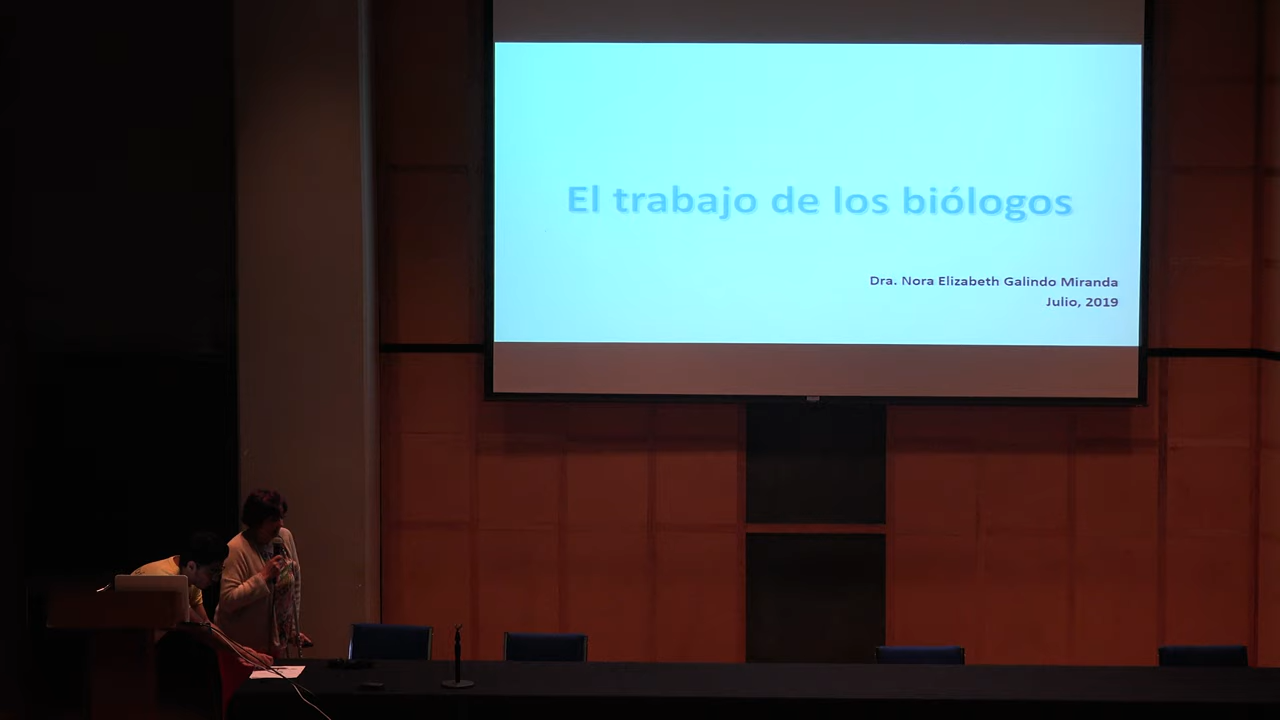 El trabajo de los biólogos
Dra. Nora Elizabeth Galindo Miranda
Julio, 2019